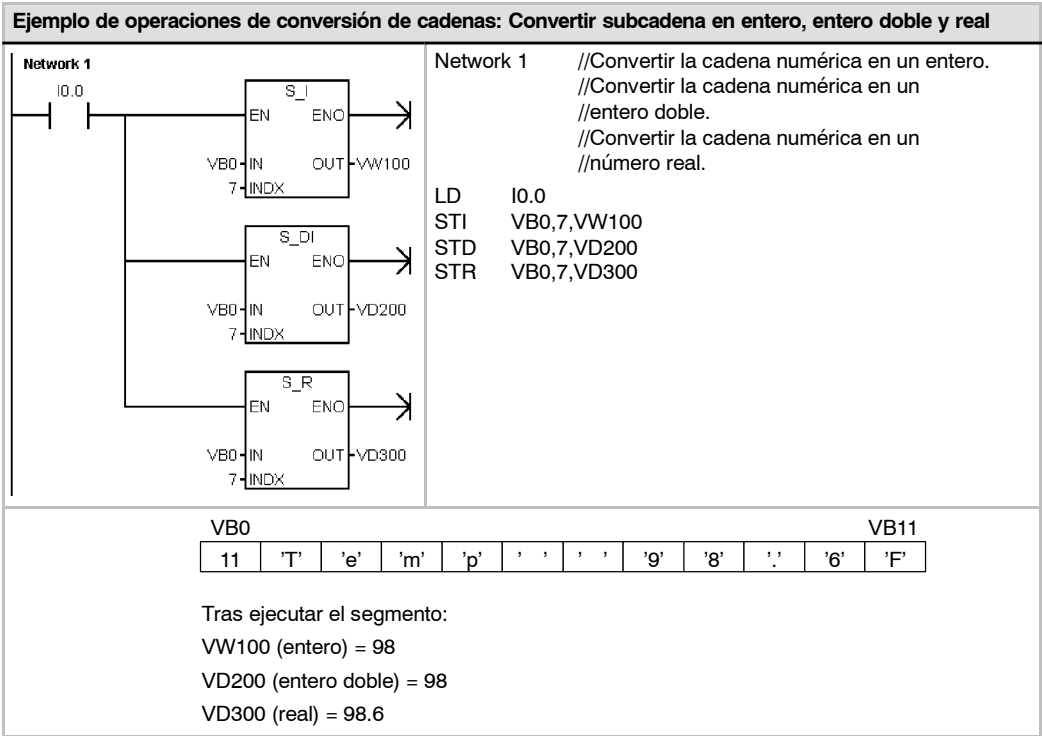 Ejemplo de operaciones de conversión de cadenas: Convertir subcadena en entero, entero doble y real
Network 1
I0.0
S_I
EN ENO
VB0 IN OUT VW100
7 INDX
S_DI
EN ENO
VB0 IN OUT VD200
7 INDX
S_R
EN ENO
VB0 IN OUT VD300
7 INDX
Network 1 //Convertir la cadena numérica en un entero.
//Convertir la cadena numérica en un
//entero doble.
//Convertir la cadena numérica en un
//número real.
LD I0.0
STI VB0,7,VW100
STD VB0,7,VD200
STR VB0,7,VD300
VB0 VB11
11 ’T’ ’e’ ’m’ ’p’ ’ ’ ’ ’ ’9’ ’8’ ’.’ ’6’ ’F’
Tras ejecutar el segmento:
VW100 (entero) = 98
VD200 (entero doble) = 98
VD300 (real) = 98.6